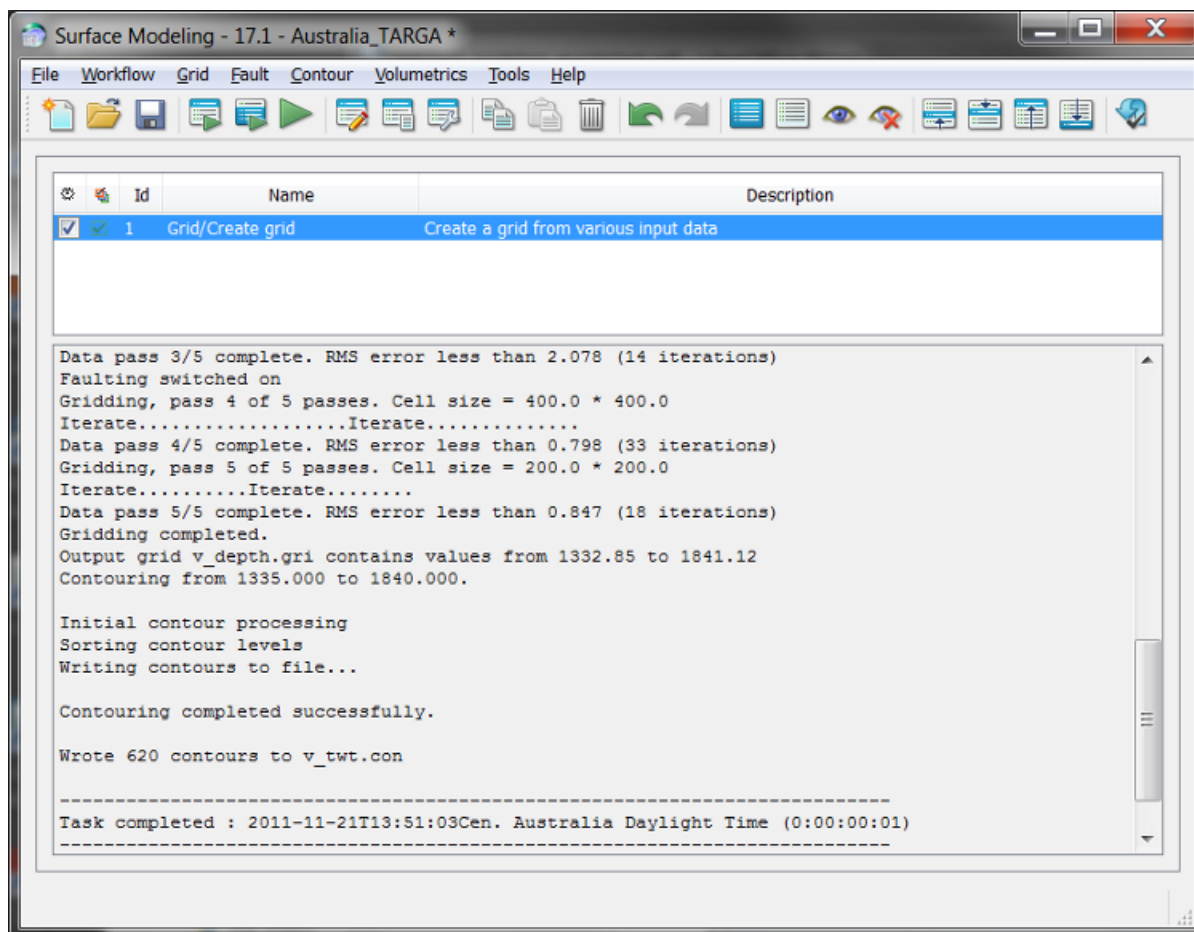 Surface Modeling - 17.1 - Australia_TARGA *
File Workflow Grid Fault Contour Volumetrics Tools Help
Id Name Description
1 Grid/Create grid Create a grid from various input data
Data pass 3/5 complete. RMS error less than 2.078 (14 iterations)
Faulting switched on
Gridding, pass 4 of 5 passes. Cell size = 400.0 * 400.0
Iterate...................Iterate..............
Data pass 4/5 complete. RMS error less than 0.798 (33 iterations)
Gridding, pass 5 of 5 passes. Cell size = 200.0 * 200.0
Iterate..........Iterate........
Data pass 5/5 complete. RMS error less than 0.847 (18 iterations)
Gridding completed.
Output grid v_depth.gri contains values from 1332.85 to 1841.12
Contouring from 1335.000 to 1840.000.
Initial contour processing
Sorting contour levels
Writing contours to file...
Contouring completed successfully.
Wrote 620 contours to v_twt.con
---------------------------------------------------------------------------
Task completed : 2011-11-21T13:51:03Cen. Australia Daylight Time (0:00:00:01)
---------------------------------------------------------------------------